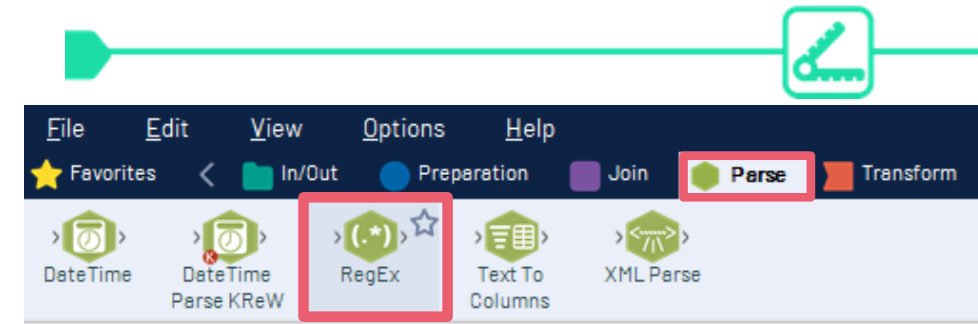 File Edit View Options Help
Favorites In/Out Preparation Join Parse Transform
(.*)
DateTime DateTime Parse KReW RegEx Text To Columns XML Parse